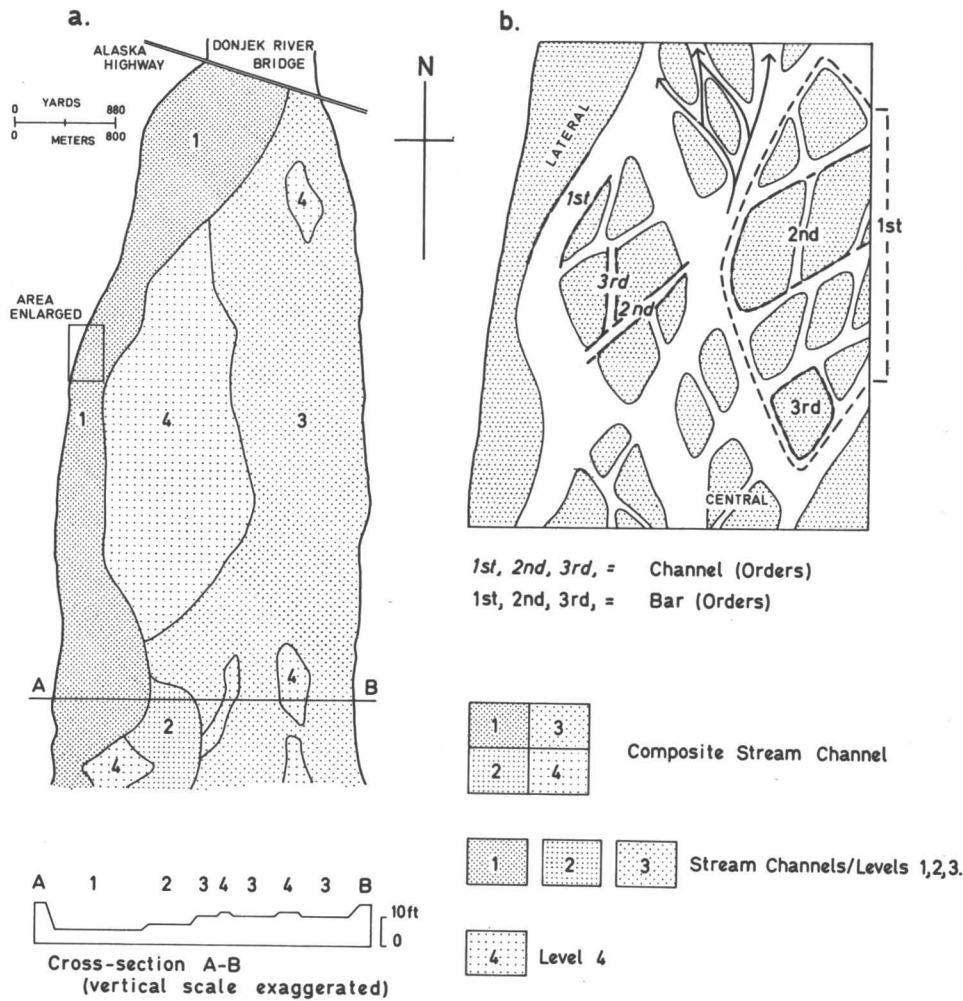 a.
ALASKA
HIGHWAY
DONJEK RIVER
BRIDGE
0 YARDS 880
0 METERS 800
N
1
4
AREA
ENLARGED
1
4
3
A
B
4
2
4
A 1 2 3 4 3 4 3 B
10ft
0
Cross-section A-B
(vertical scale exaggerated)
b.
LATERAL
1st
2nd
1st
3rd
2nd
3rd
CENTRAL
1st, 2nd, 3rd, = Channel (Orders)
1st, 2nd, 3rd, = Bar (Orders)
1 3
2 4
Composite Stream Channel
1 2 3 Stream Channels/Levels 1,2,3.
4 Level 4